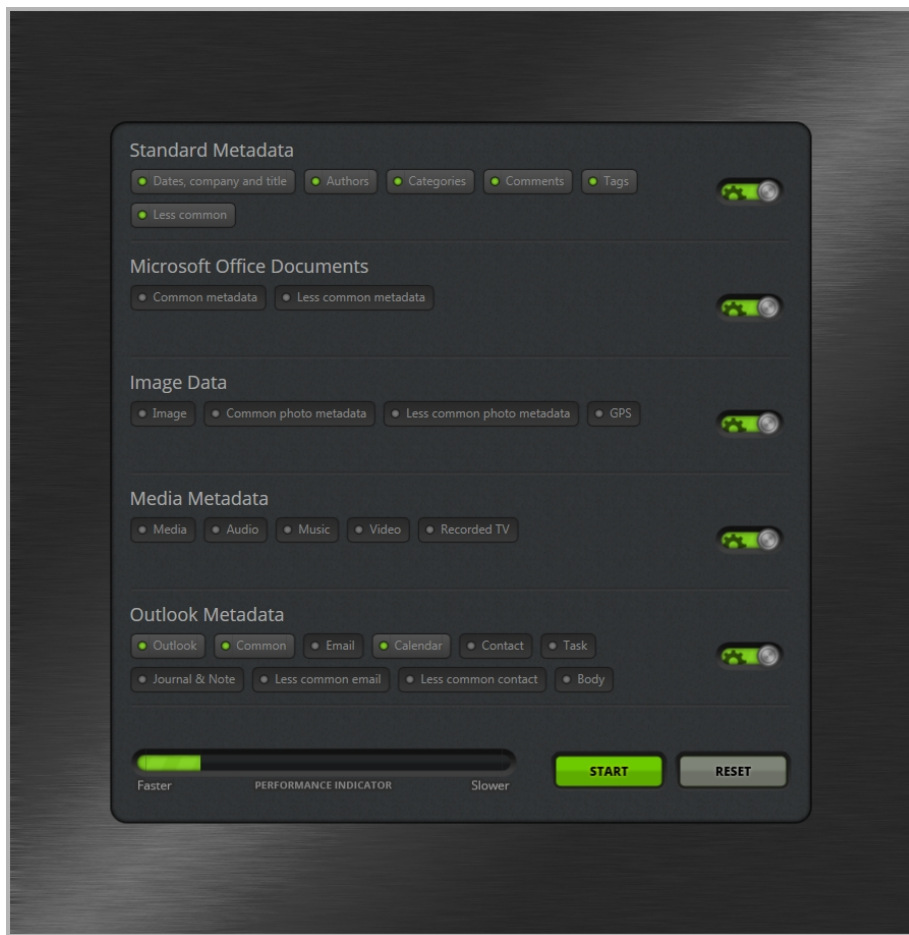 Standard Metadata
Dates, company and title Authors Categories Comments Tags
Less common
Microsoft Office Documents
Common metadata Less common metadata
Image Data
Image Common photo metadata Less common photo metadata GPS
Media Metadata
Media Audio Music Video Recorded TV
Outlook Metadata
Outlook Common Email Calendar Contact Task
Journal & Note Less common email Less common contact Body
START RESET
Faster PERFORMANCE INDICATOR Slower